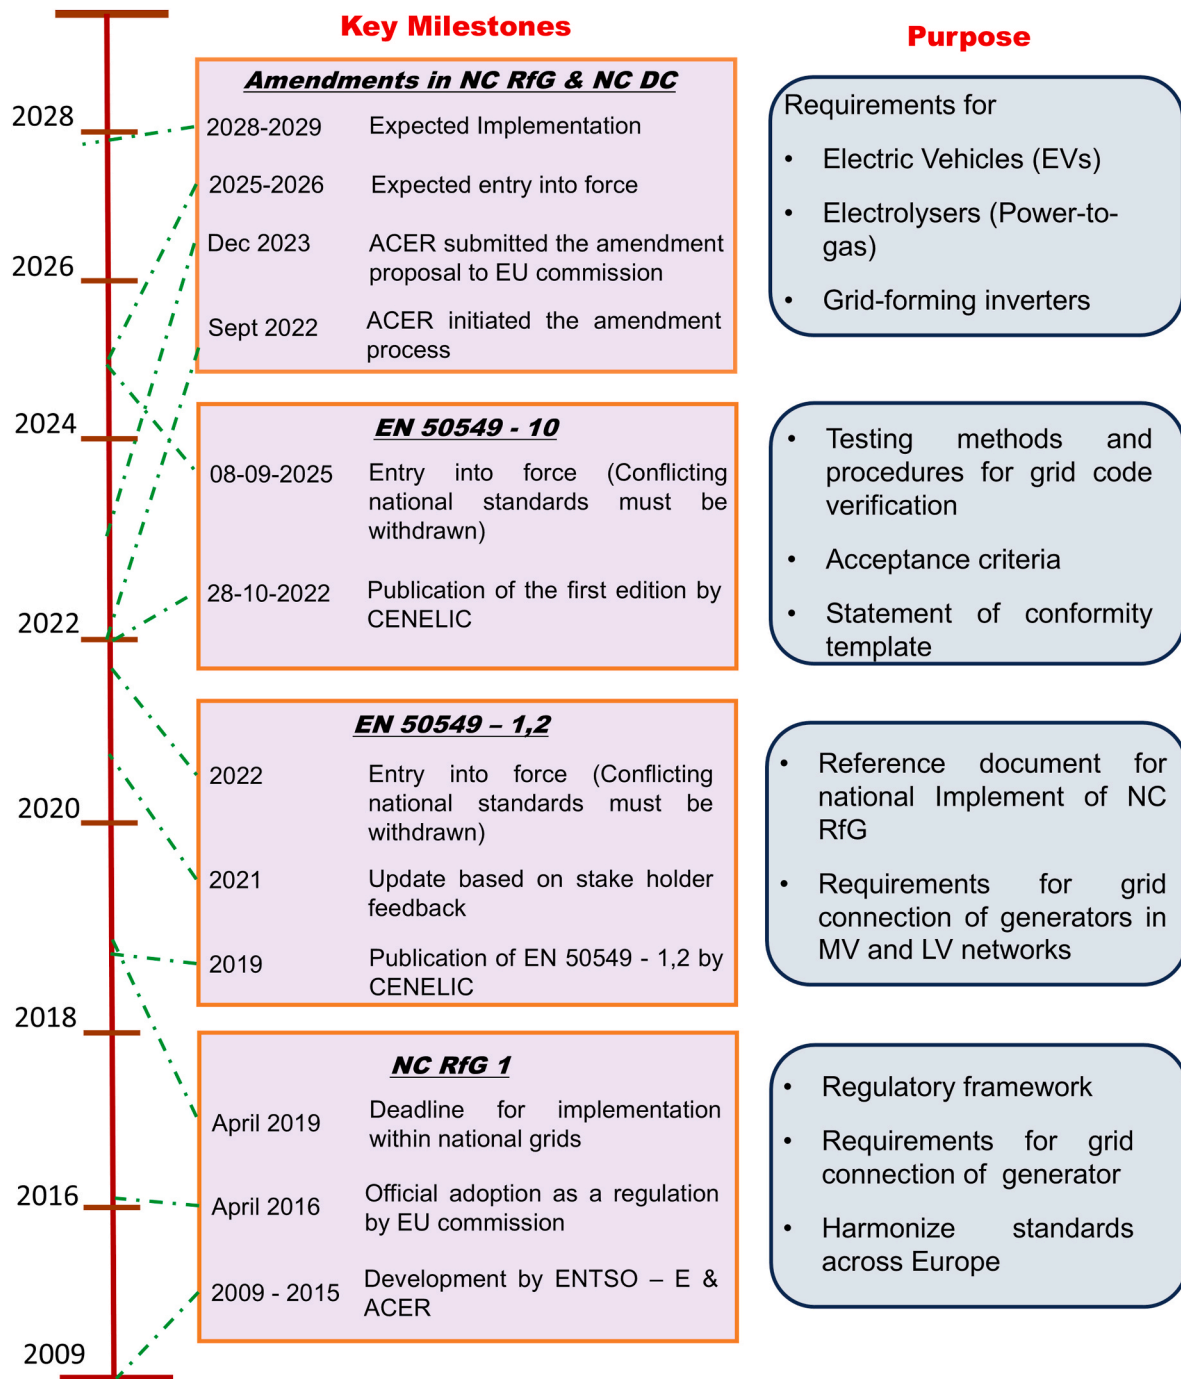 Key Milestones
Purpose
2028
2026
2024
2022
2020
2018
2016
2009
Amendments in NC RfG & NC DC
2028-2029 Expected Implementation
2025-2026 Expected entry into force
Dec 2023 ACER submitted the amendment
proposal to EU commission
Sept 2022 ACER initiated the amendment
process
Requirements for
• Electric Vehicles (EVs)
• Electrolysers (Power-to-
gas)
• Grid-forming inverters
EN 50549 - 10
08-09-2025 Entry into force (Conflicting
national standards must be
withdrawn)
28-10-2022 Publication of the first edition by
CENELIC
• Testing methods and
procedures for grid code
verification
• Acceptance criteria
• Statement of conformity
template
EN 50549 – 1,2
2022 Entry into force (Conflicting
national standards must be
withdrawn)
2021 Update based on stake holder
feedback
2019 Publication of EN 50549 - 1,2 by
CENELIC
• Reference document for
national Implement of NC
RfG
• Requirements for grid
connection of generators in
MV and LV networks
NC RfG 1
April 2019 Deadline for implementation
within national grids
April 2016 Official adoption as a regulation
by EU commission
2009 - 2015 Development by ENTSO – E &
ACER
• Regulatory framework
• Requirements for grid
connection of generator
• Harmonize standards
across Europe